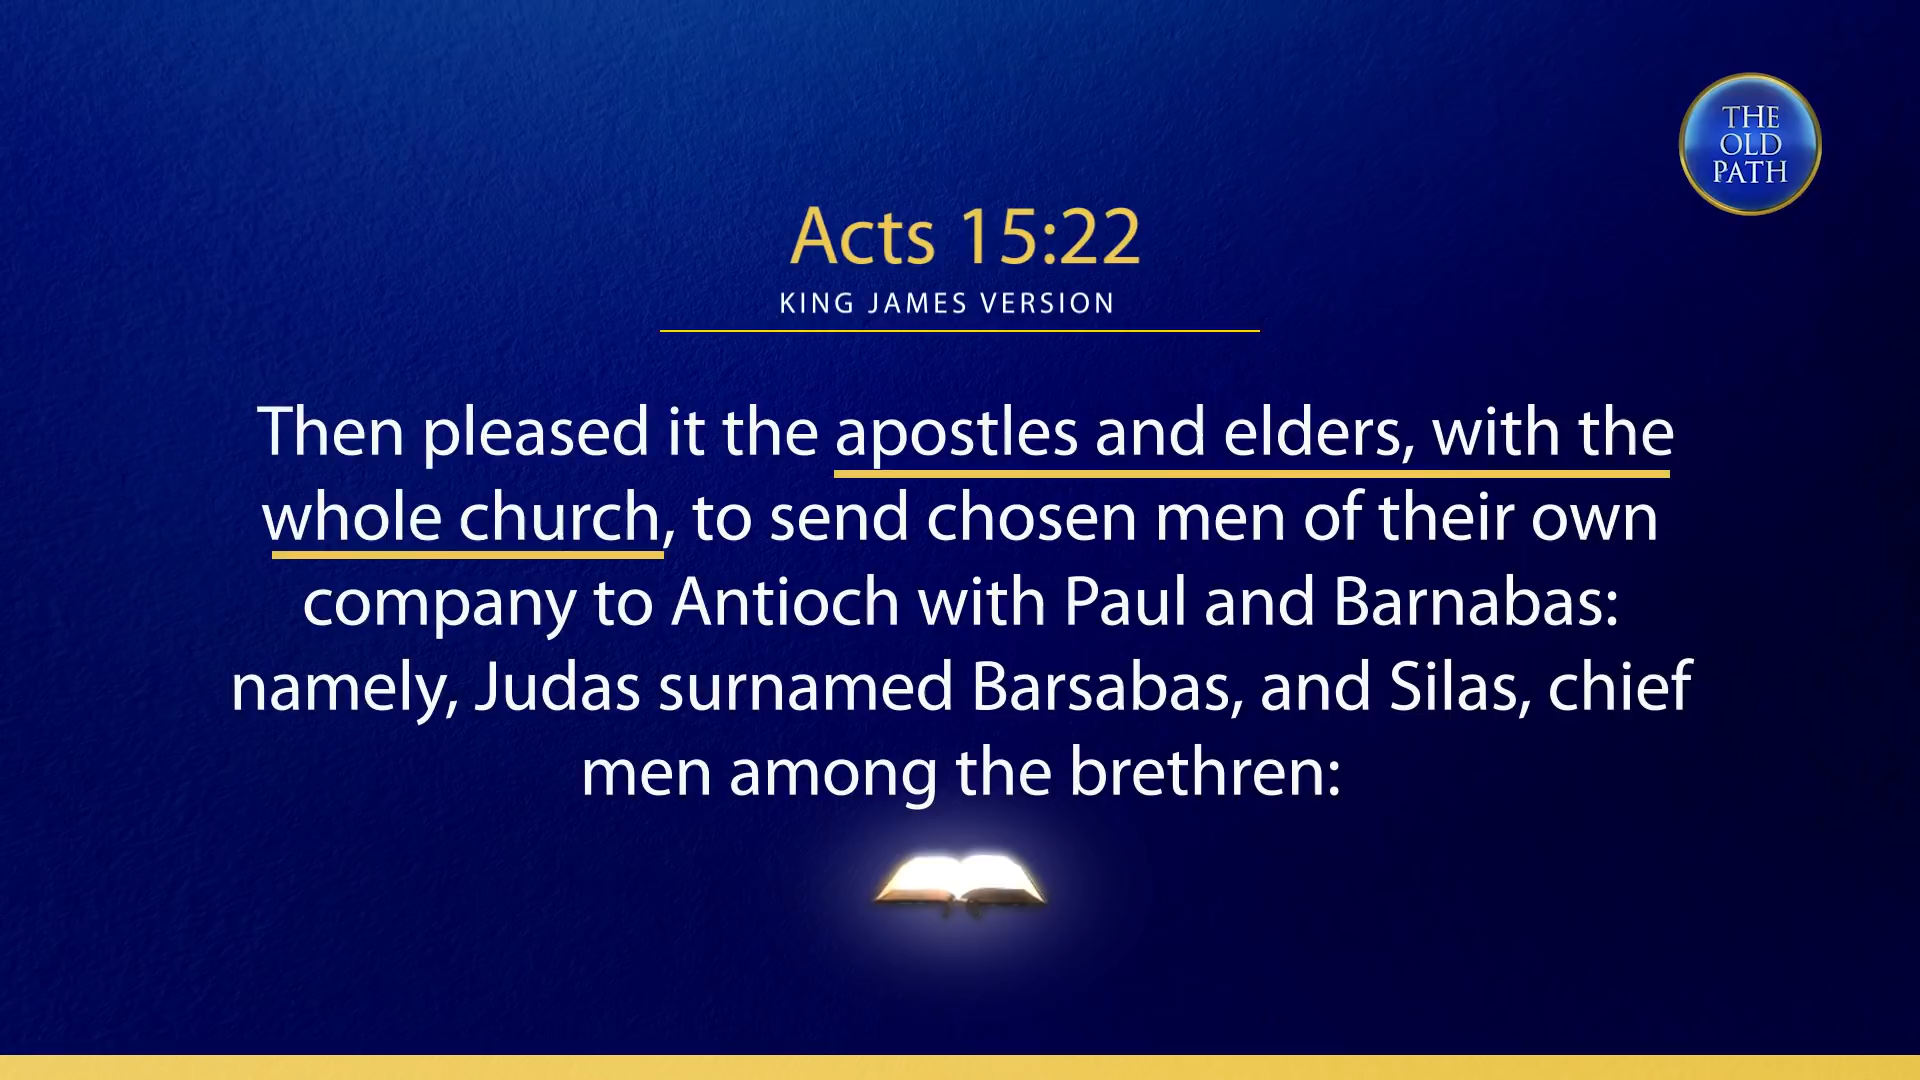 THE
OLD
PATH
Acts 15:22
KING JAMES VERSION
Then pleased it the apostles and elders, with the
whole church, to send chosen men of their own
company to Antioch with Paul and Barnabas:
namely, Judas surnamed Barsabas, and Silas, chief
men among the brethren: